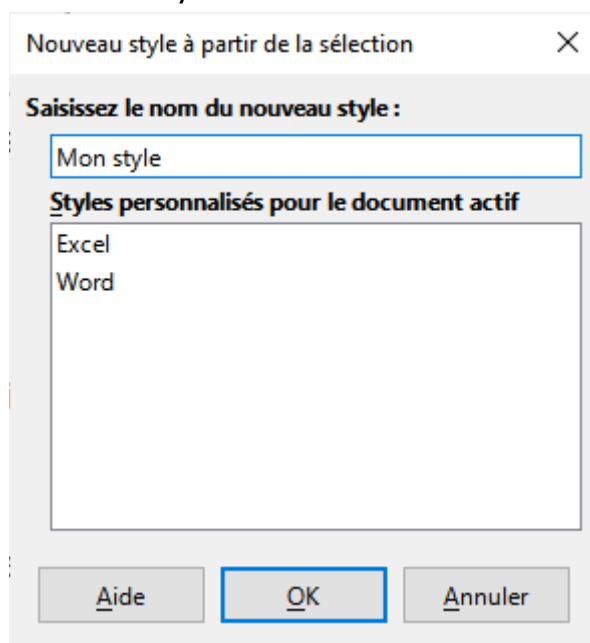 Nouveau style à partir de la sélection
Saisissez le nom du nouveau style :
Mon style
Styles personnalisés pour le document actif
Excel
Word
Aide OK Annuler